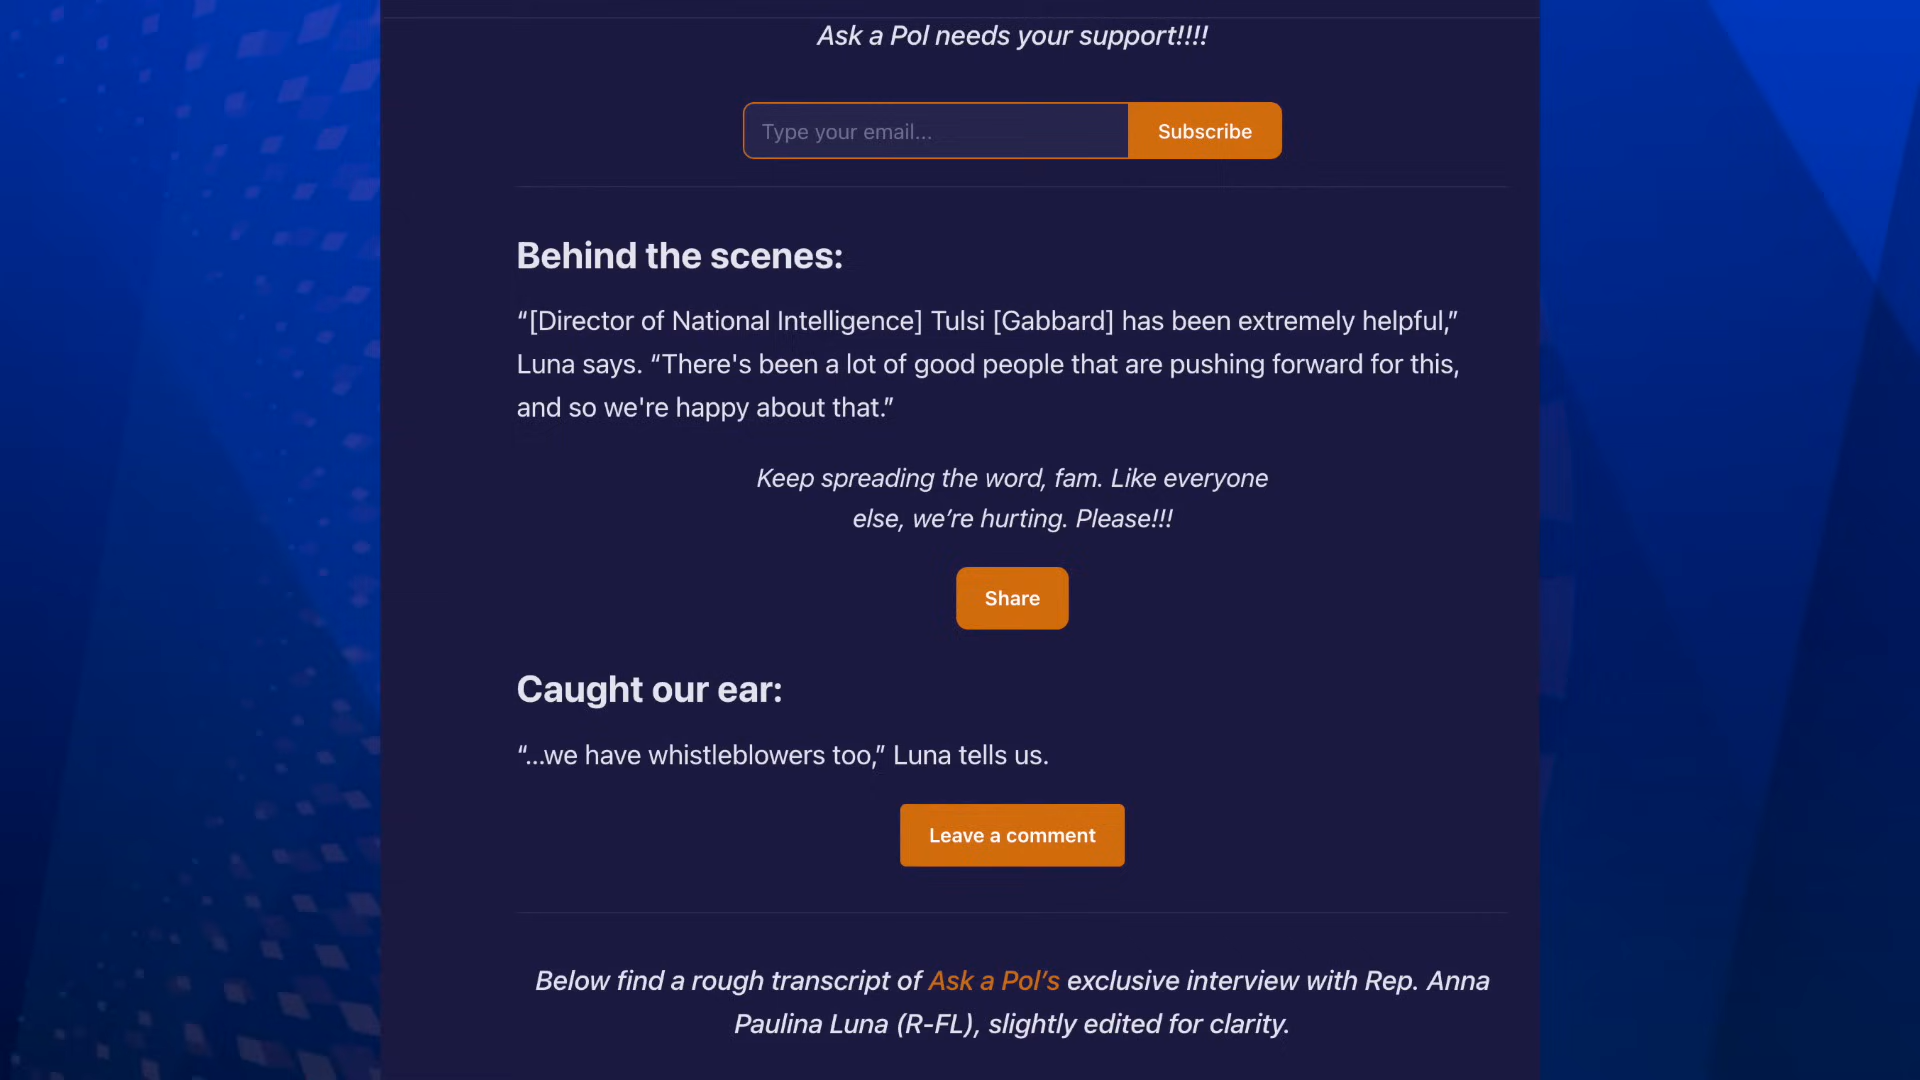 Ask a Pol needs your support!!!!
Type your email...
Subscribe
Behind the scenes:
“[Director of National Intelligence] Tulsi [Gabbard] has been extremely helpful,”
Luna says. “There's been a lot of good people that are pushing forward for this,
and so we're happy about that.”
Keep spreading the word, fam. Like everyone
else, we’re hurting. Please!!!
Share
Caught our ear:
“...we have whistleblowers too,” Luna tells us.
Leave a comment
Below find a rough transcript of Ask a Pol’s exclusive interview with Rep. Anna
Paulina Luna (R-FL), slightly edited for clarity.